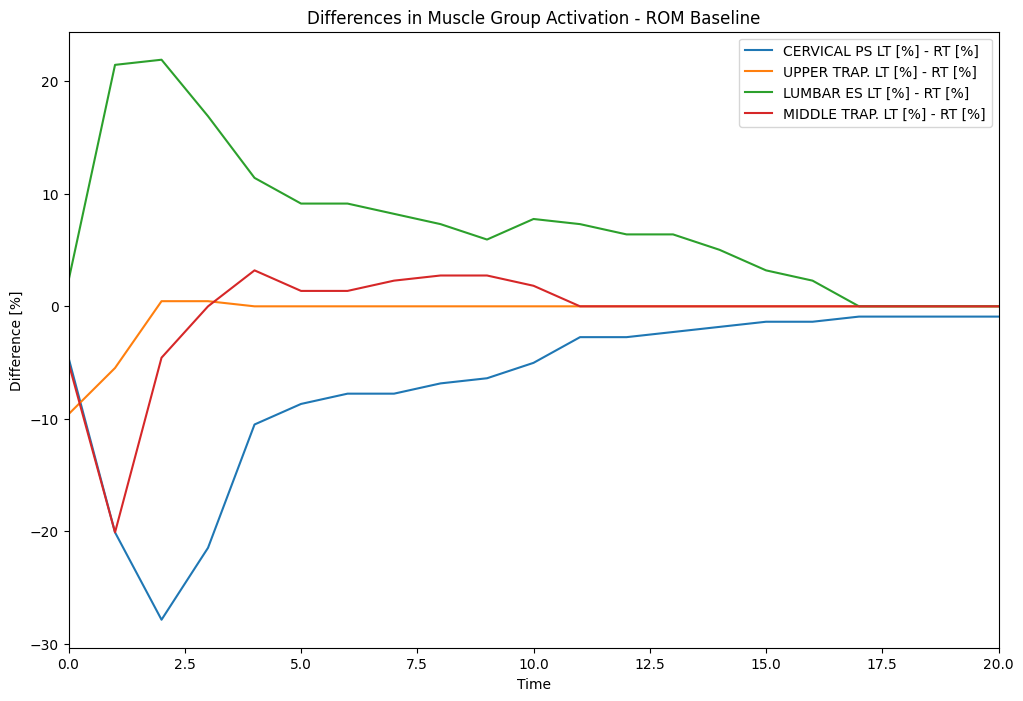 Differences in Muscle Group Activation - ROM Baseline
CERVICAL PS LT [%] - RT [%]
UPPER TRAP. LT [%] - RT [%]
LUMBAR ES LT [%] - RT [%]
MIDDLE TRAP. LT [%] - RT [%]
Difference [%]
20
10
0
−10
−20
−30
0.0 2.5 5.0 7.5 10.0 12.5 15.0 17.5 20.0
Time